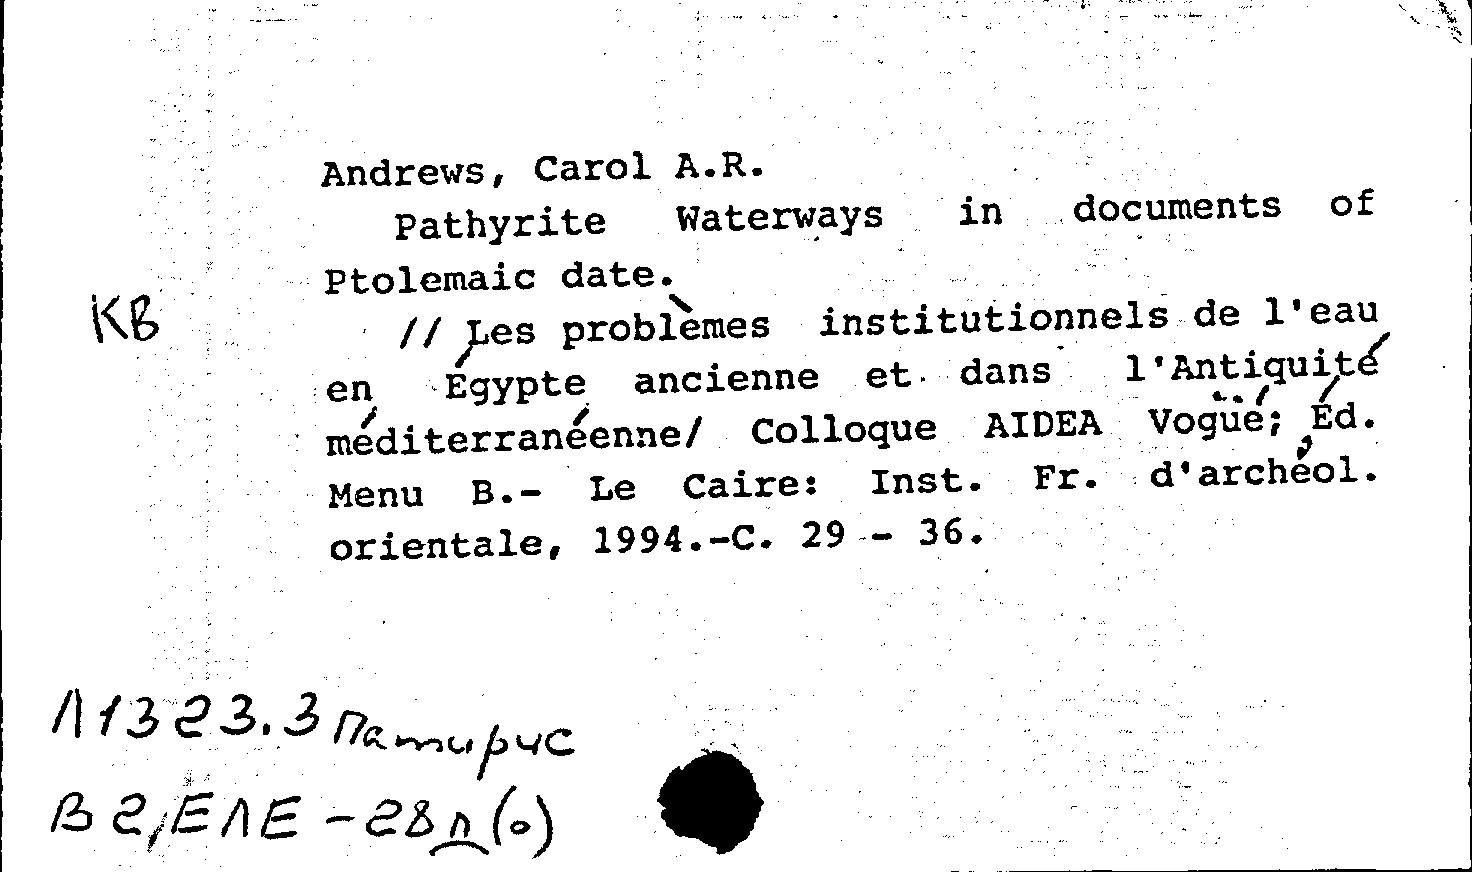 Andrews, Carol A.R.
Pathyrite Waterways in documents of
Ptolemaic date.
КВ
// Les problèmes institutionnels de l'eau
en Égypte ancienne et dans l'Antiquité
méditerranéenne/ Colloque AIDEA Vogüé; Éd.
Menu B.- Le Caire: Inst. Fr. d'archéol.
orientale, 1994.-C. 29 - 36.
Л1323.3 Патирис
В2,ЕЛЕ-28п(0)